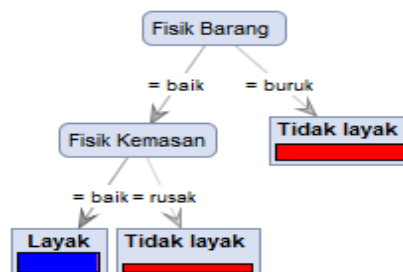 Fisik Barang
= baik
= buruk
Fisik Kemasan
Tidak layak
= baik
= rusak
Layak
Tidak layak